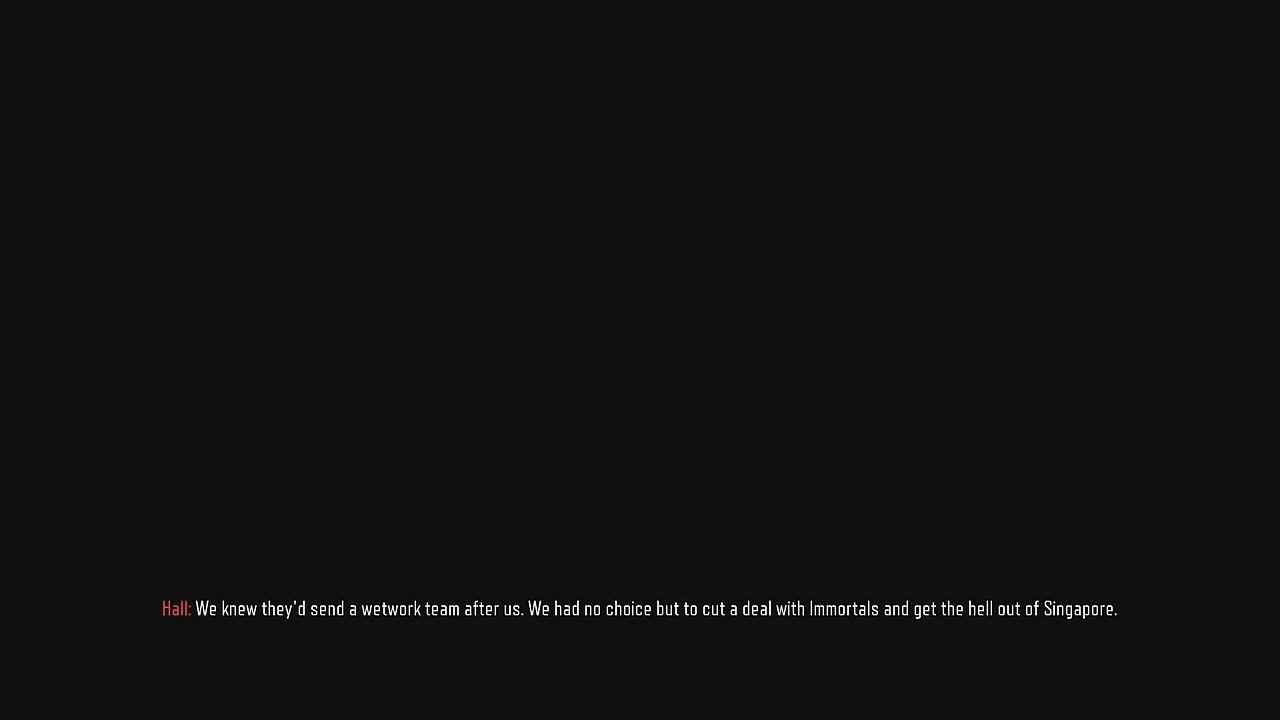 Hall: We knew they'd send a wetwork team after us. We had no choice but to cut a deal with Immortals and get the hell out of Singapore.